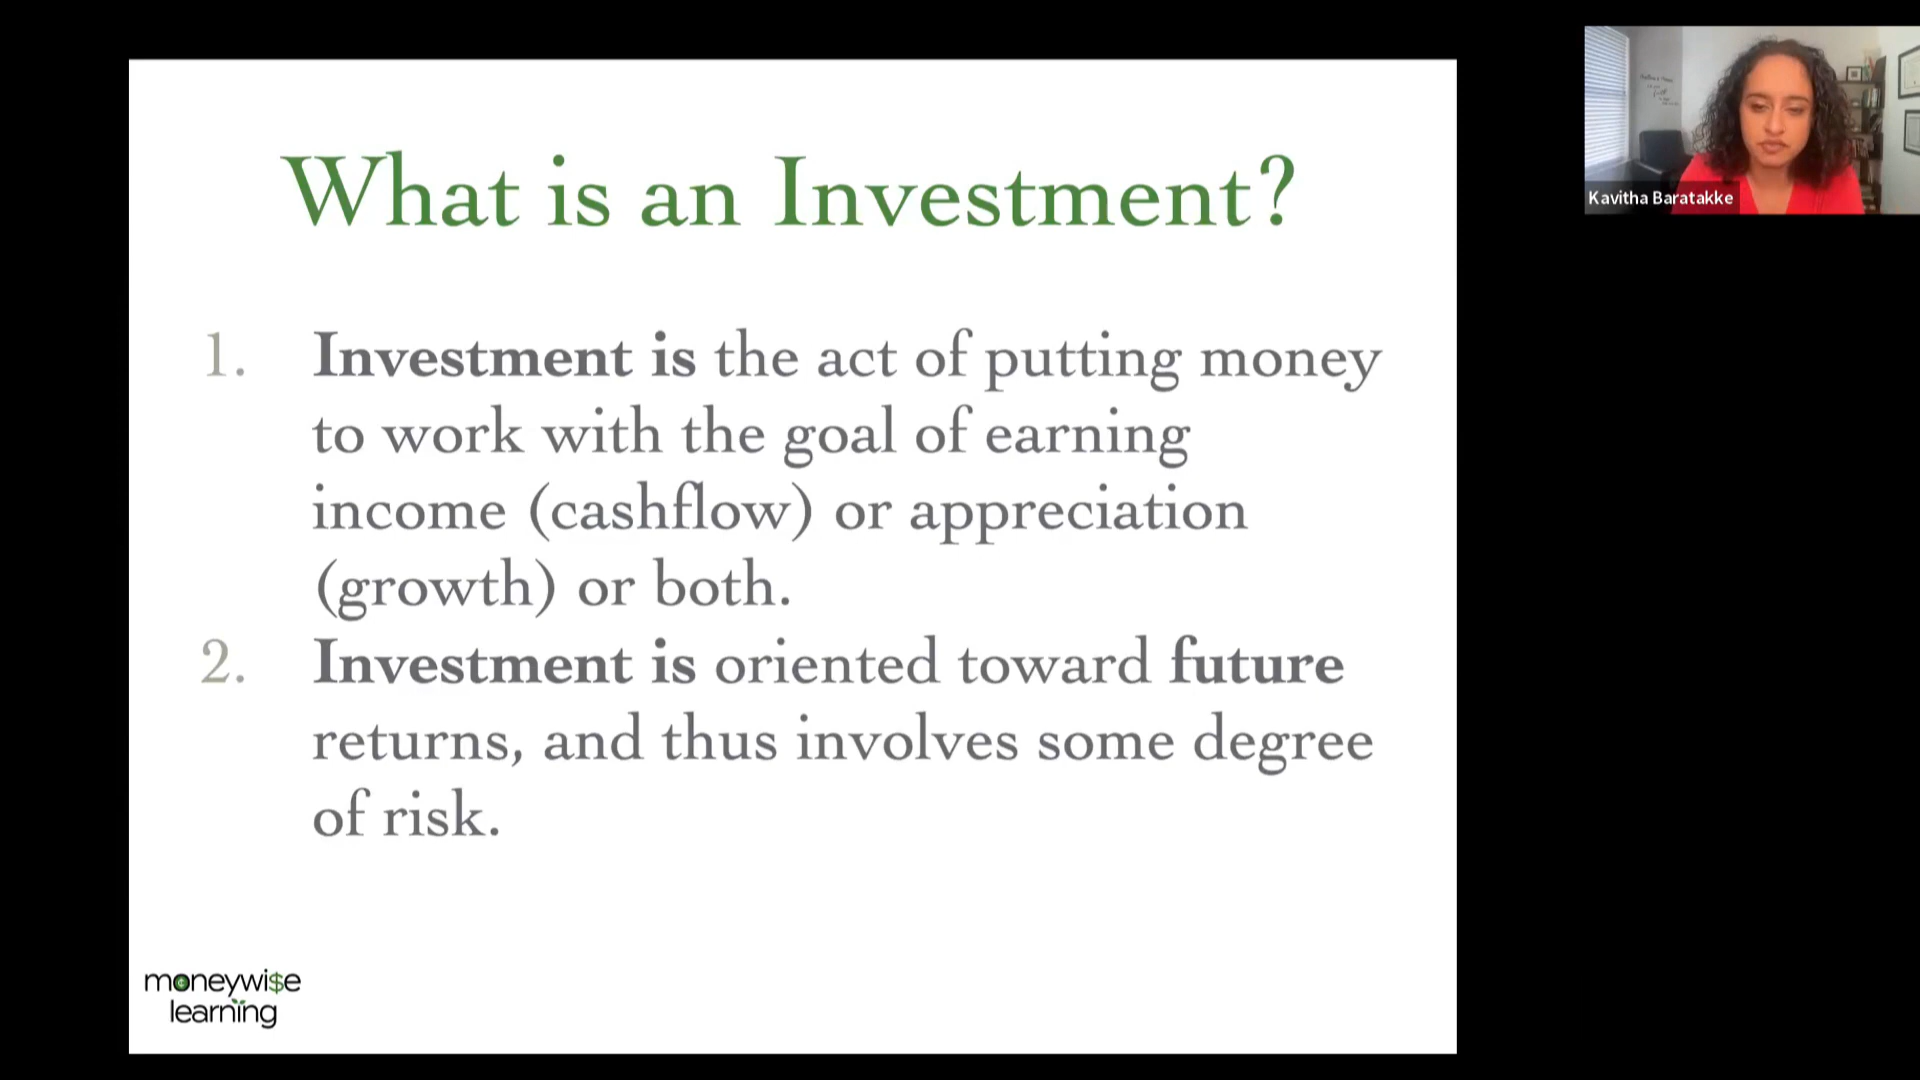 What is an Investment?
1. Investment is the act of putting money
to work with the goal of earning
income (cashflow) or appreciation
(growth) or both.
2. Investment is oriented toward future
returns, and thus involves some degree
of risk.
moneywi$e
learning
Kavitha Baratakke